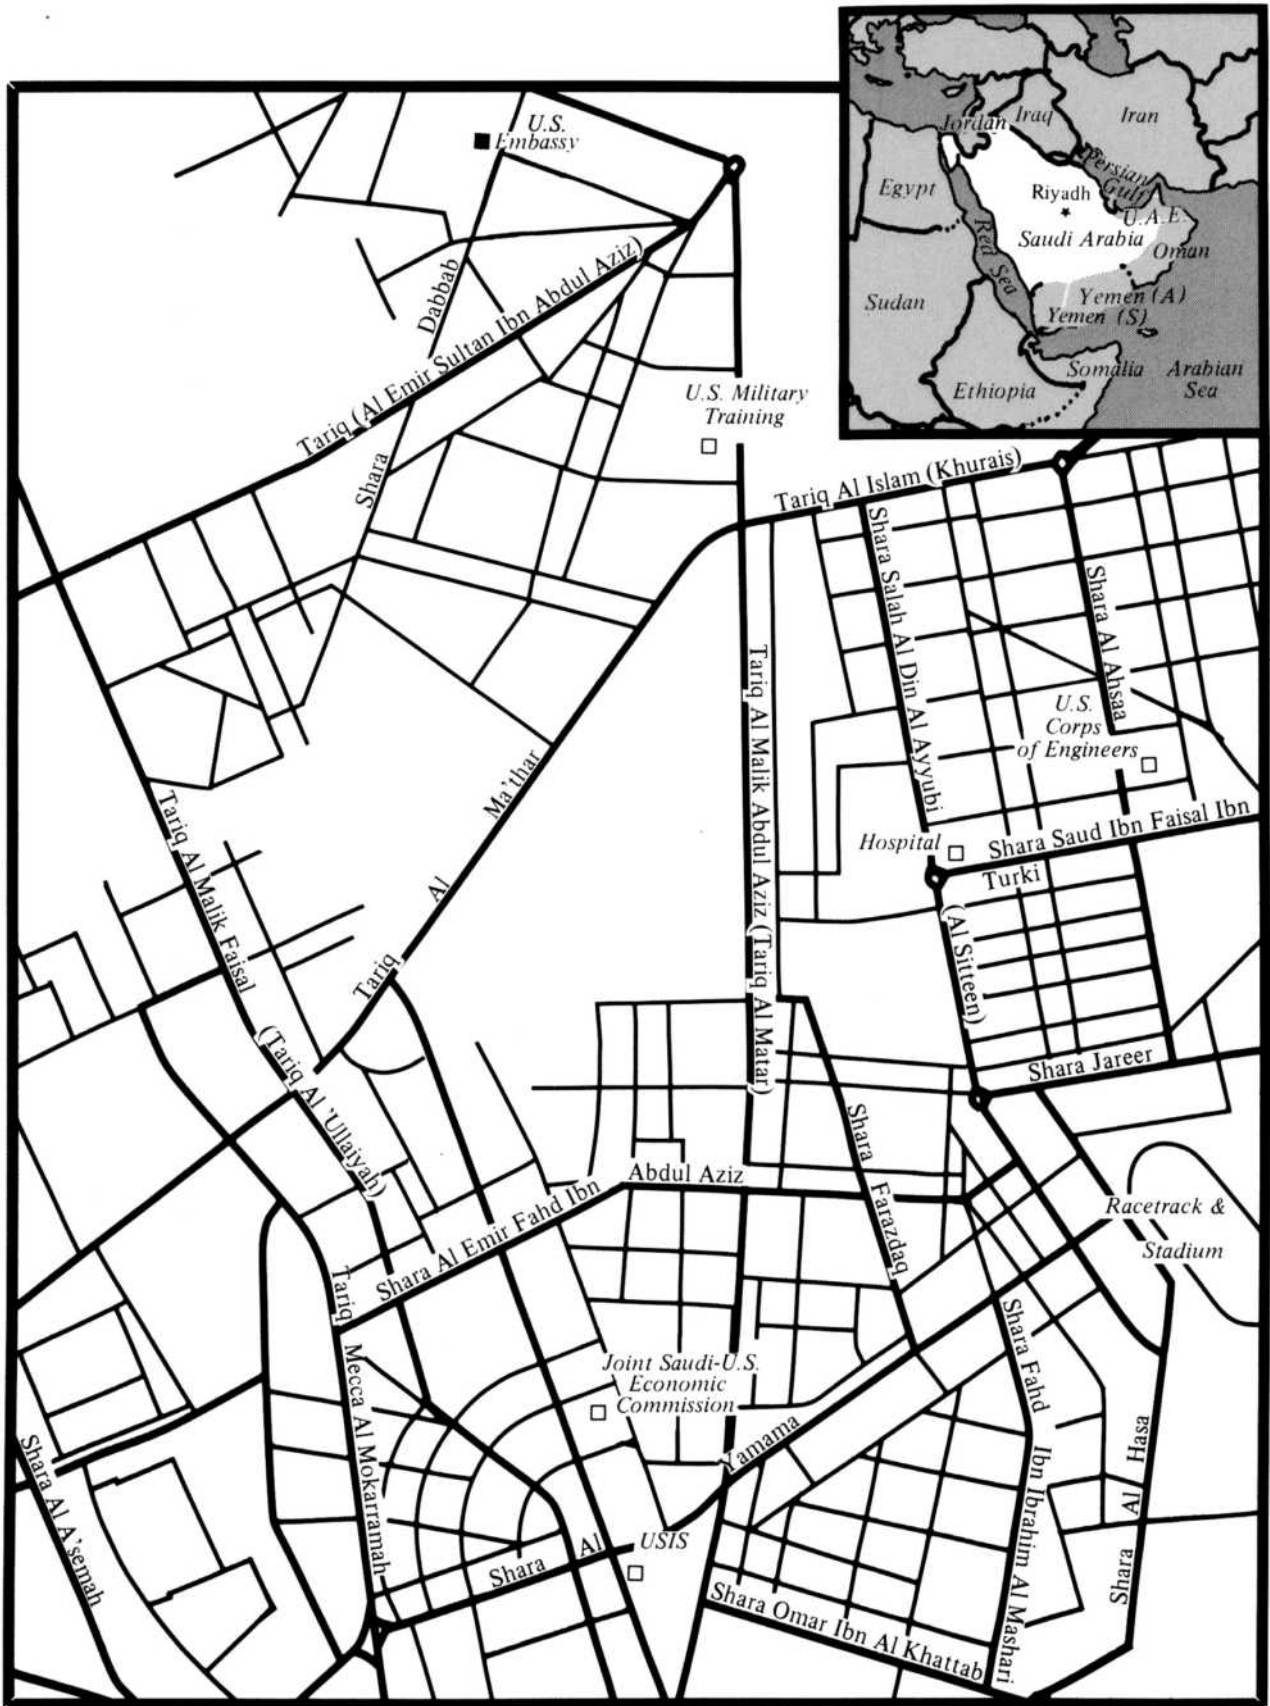 U.S.
Embassy
Jordan
Iraq
Iran
Persian
Gulf
Egypt
Riyadh
U.A.E.
Saudi Arabia
Oman
Red Sea
Sudan
Yemen (A)
Yemen (S)
Somalia
Arabian
Sea
Ethiopia
Tariq (Al Emir Sultan Ibn Abdul Aziz)
Shara Dabbab
U.S. Military
Training
Tariq Al Islam (Khurais)
Shara Salah Al Din Al Ayyubi
(Al Sitteen)
Shara Al Ahsaa
U.S.
Corps
of Engineers
Tariq Al Malik Abdul Aziz (Tariq Al Matar)
Tariq Al Ma'thar
Tariq Al Malik Faisal
(Tariq Al 'Ullaiyah)
Hospital
Shara Saud Ibn Faisal Ibn
Turki
Shara Jareer
Shara Farazdaq
Shara Al Emir Fahd Ibn Abdul Aziz
Racetrack &
Stadium
Tariq Mecca Al Mokarramah
Joint Saudi-U.S.
Economic
Commission
Shara Al Yamama
Shara Fahd Ibn Ibrahim Al Mashari
Shara Al Hasa
Shara Al A'semah
USIS
Shara Omar Ibn Al Khattab